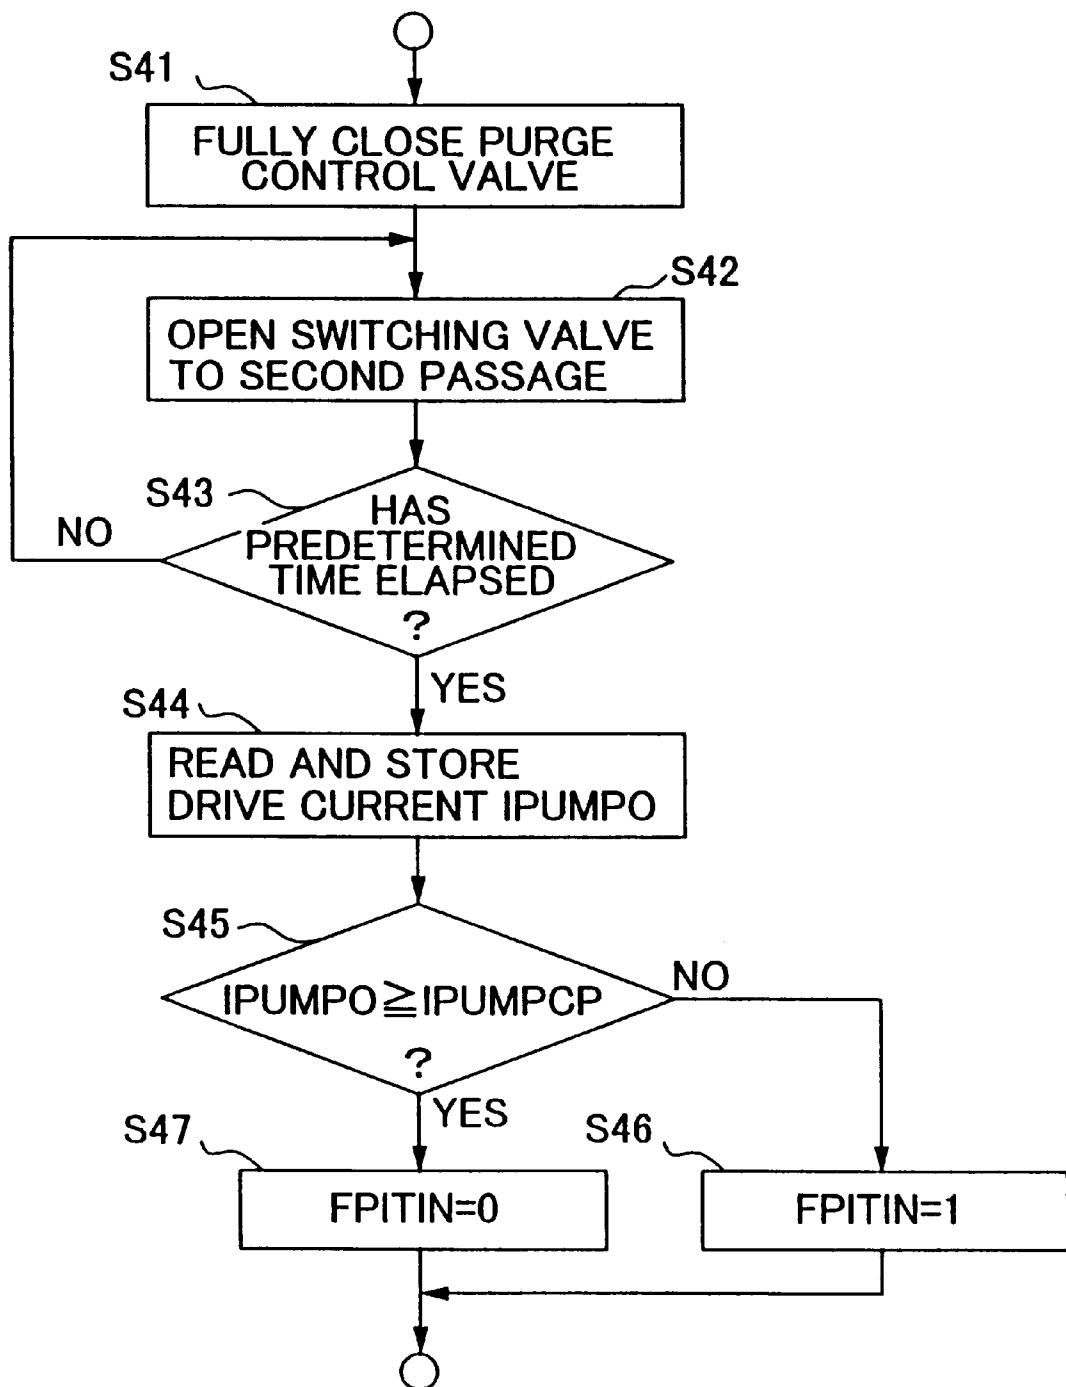 S41
FULLY CLOSE PURGE
CONTROL VALVE
S42
OPEN SWITCHING VALVE
TO SECOND PASSAGE
S43
HAS
PREDETERMINED
TIME ELAPSED
?
NO
YES
S44
READ AND STORE
DRIVE CURRENT IPUMPO
S45
IPUMPO≧IPUMPCP
?
NO
YES
S47
FPITIN=0
S46
FPITIN=1